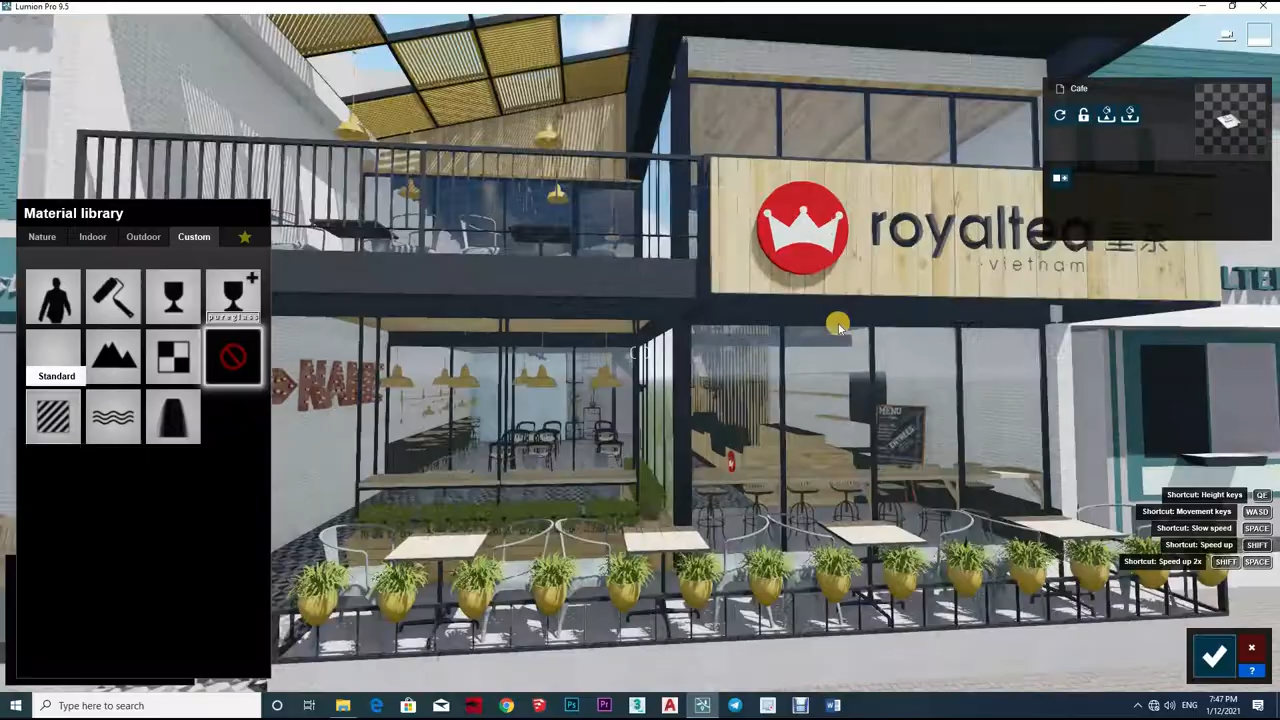 Lumion Pro 9.5
Cafe
Material library
Nature Indoor Outdoor Custom
pureglass
Standard
royaltea
vietnam
MENU
Shortcut: Height keys QE
Shortcut: Movement keys WASD
Shortcut: Slow speed SPACE
Shortcut: Speed up SHIFT
Shortcut: Speed up 2x SHIFT SPACE
?
Type here to search
ENG
7:47 PM
1/12/2021